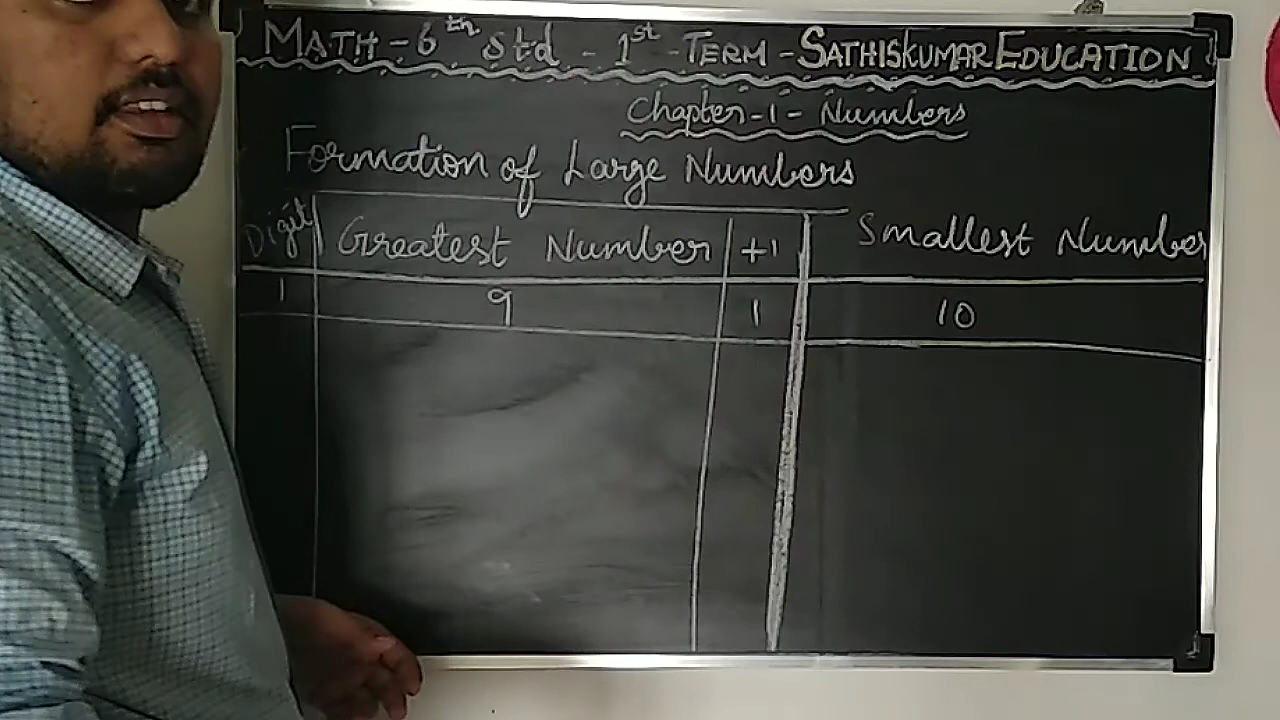 MATH - 6th Std - 1st - TERM - SATHISKUMAR EDUCATION
Chapter - 1 - Numbers
Formation of Large Numbers
Digit Greatest Number +1 Smallest Number
1 9 1 10